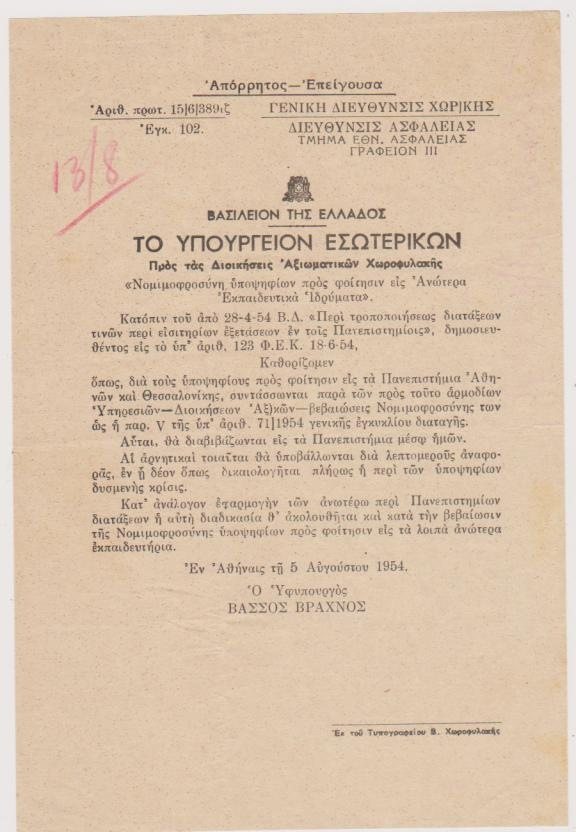 Ἀπόρρητος—Ἐπείγουσα
Ἀριθ. πρωτ. 15|6|389ιζ
ΓΕΝΙΚΗ ΔΙΕΥΘΥΝΣΙΣ ΧΩΡ|ΚΗΣ
Ἐγκ. 102.
ΔΙΕΥΘΥΝΣΙΣ ΑΣΦΑΛΕΙΑΣ
ΤΜΗΜΑ ΕΘΝ. ΑΣΦΑΛΕΙΑΣ
ΓΡΑΦΕΙΟΝ ΙΙΙ
13/8
ΒΑΣΙΛΕΙΟΝ ΤΗΣ ΕΛΛΑΔΟΣ
ΤΟ ΥΠΟΥΡΓΕΙΟΝ ΕΣΩΤΕΡΙΚΩΝ
Πρὸς τὰς Διοικήσεις Ἀξιωματικῶν Χωροφυλακῆς
«Νομιμοφροσύνη ὑποψηφίων πρὸς φοίτησιν εἰς Ἀνώτερα
Ἐκπαιδευτικὰ Ἱδρύματα».
Κατόπιν τοῦ ἀπὸ 28-4-54 Β.Δ. «Περὶ τροποποιήσεως διατάξεων
τινῶν περὶ εἰσιτηρίων ἐξετάσεων ἐν τοῖς Πανεπιστημίοις», δημοσιευ-
θέντος εἰς τὸ ὑπ' ἀριθ. 123 Φ.Ε.Κ. 18-6-54,
Καθορίζομεν
ὅπως, διὰ τοὺς ὑποψηφίους πρὸς φοίτησιν εἰς τὰ Πανεπιστήμια Ἀθη-
νῶν καὶ Θεσσαλονίκης, συντάσσωνται παρὰ τῶν πρὸς τοῦτο ἁρμοδίων
Ὑπηρεσιῶν—Διοικήσεων Ἀξ)κῶν—βεβαιώσεις Νομιμοφροσύνης των
ὡς ἡ παρ. V τῆς ὑπ' ἀριθ. 71|1954 γενικῆς ἐγκυκλίου διαταγῆς.
Αὗται, θὰ διαβιβάζωνται εἰς τὰ Πανεπιστήμια μέσῳ ἡμῶν.
Αἱ ἀρνητικαὶ τοιαῦται θὰ ὑποβάλλωνται διὰ λεπτομεροῦς ἀναφο-
ρᾶς, ἐν ᾗ δέον ὅπως δικαιολογῆται πλήρως ἡ περὶ τῶν ὑποψηφίων
δυσμενὴς κρίσις.
Κατ' ἀνάλογον ἐφαρμογὴν τῶν ἀνωτέρω περὶ Πανεπιστημίων
διατάξεων ἡ αὐτὴ διαδικασία θ' ἀκολουθῆται καὶ κατὰ τὴν βεβαίωσιν
τῆς Νομιμοφροσύνης ὑποψηφίων πρὸς φοίτησιν εἰς τὰ λοιπὰ ἀνώτερα
ἐκπαιδευτήρια.
Ἐν Ἀθήναις τῇ 5 Αὐγούστου 1954.
Ὁ Ὑφυπουργὸς
ΒΑΣΣΟΣ ΒΡΑΧΝΟΣ
Ἐκ τοῦ Τυπογραφείου Β. Χωροφυλακῆς